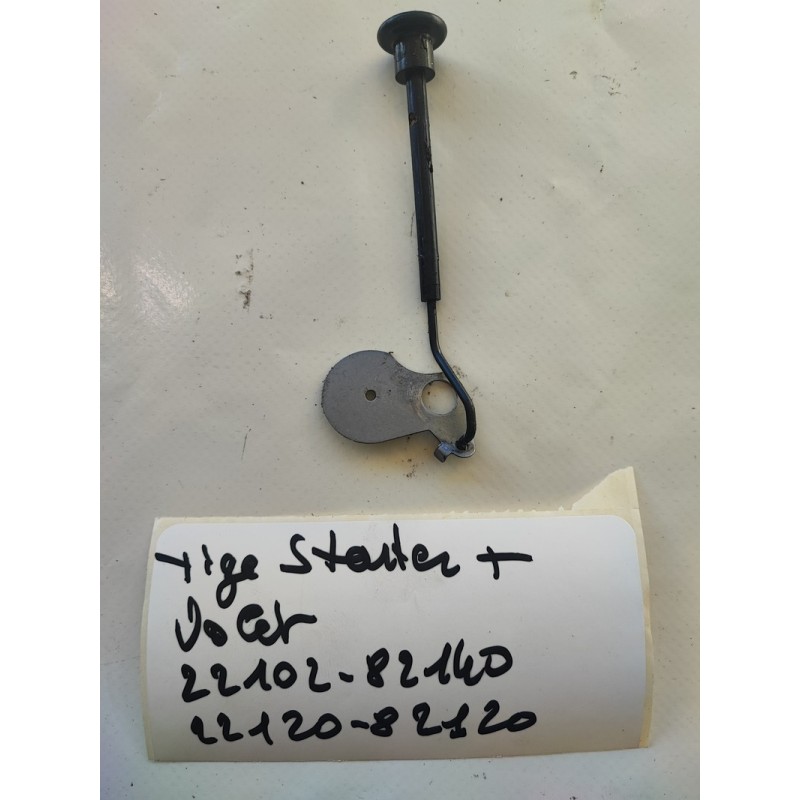 tige Starter +
Volet
22102-82140
22120-82120